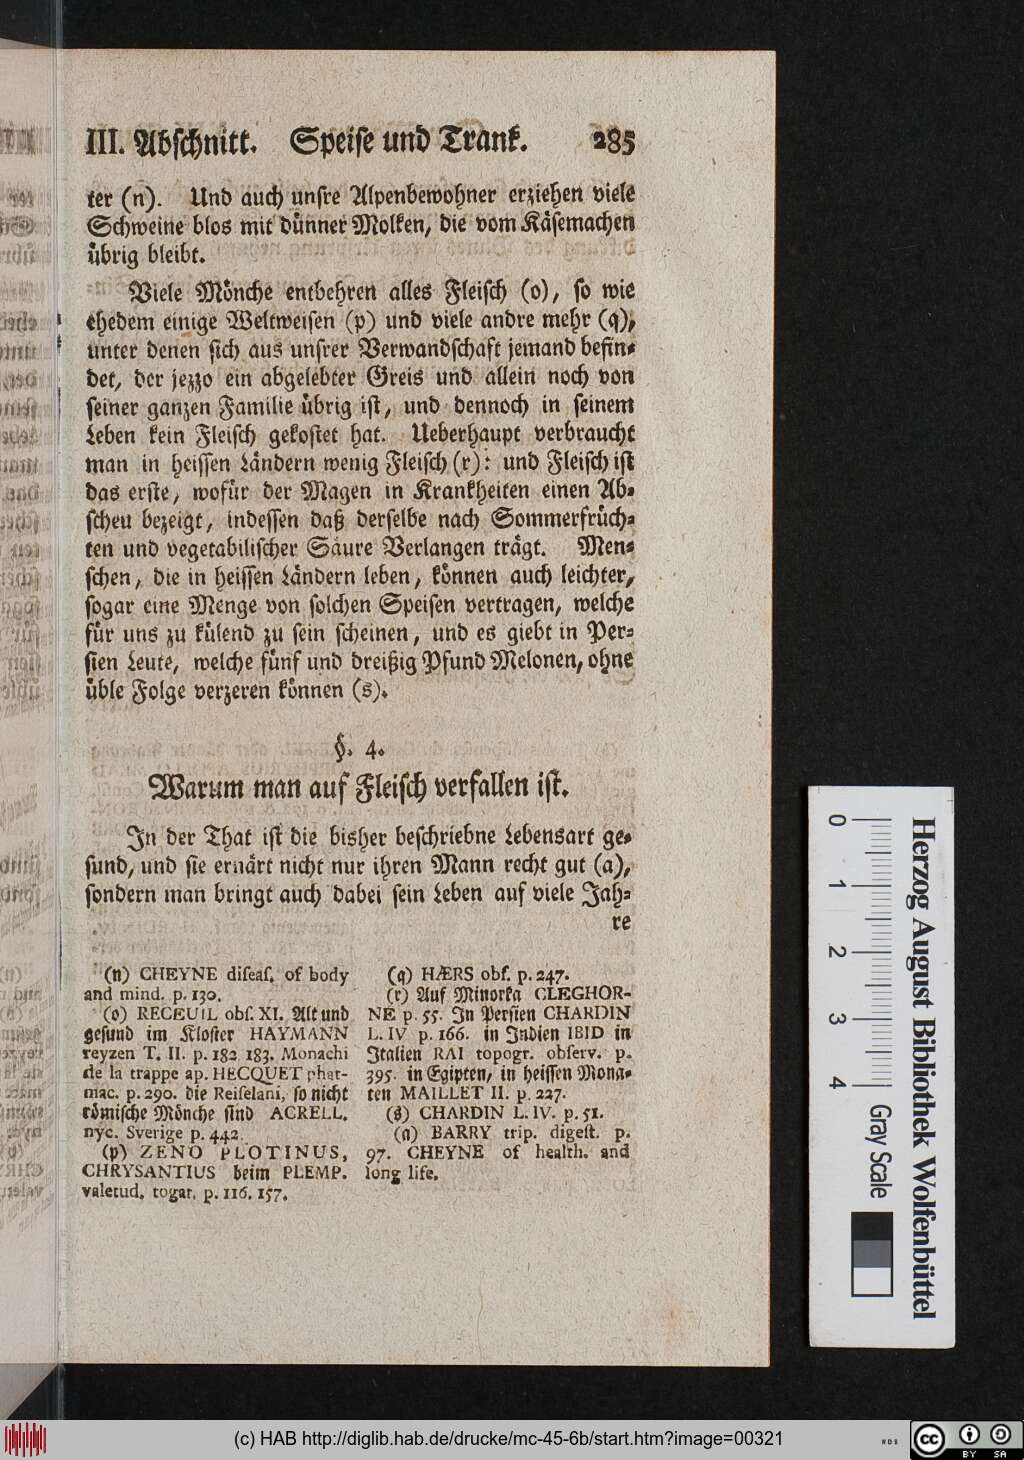 III. Abschnitt. Speise und Trank. 285
ter (n). Und auch unsre Alpenbewohner erziehen viele
Schweine blos mit dünner Molken, die vom Käsemachen
übrig bleibt.
Viele Mönche entbehren alles Fleisch (o), so wie
ehedem einige Weltweisen (p) und viele andre mehr (q),
unter denen sich aus unsrer Verwandschaft jemand befin-
det, der jezzo ein abgelebter Greis und allein noch von
seiner ganzen Familie übrig ist, und dennoch in seinem
Leben kein Fleisch gekostet hat. Ueberhaupt verbraucht
man in heissen Ländern wenig Fleisch (r): und Fleisch ist
das erste, wofür der Magen in Krankheiten einen Ab-
scheu bezeigt, indessen daß derselbe nach Sommerfrüch-
ten und vegetabilischer Säure Verlangen trägt. Men-
schen, die in heissen Ländern leben, können auch leichter,
sogar eine Menge von solchen Speisen vertragen, welche
für uns zu külend zu sein scheinen, und es giebt in Per-
sien Leute, welche fünf und dreißig Pfund Melonen, ohne
üble Folge verzeren können (s).
§. 4.
Warum man auf Fleisch verfallen ist.
In der That ist die bisher beschriebne Lebensart ge-
sund, und sie ernärt nicht nur ihren Mann recht gut (a),
sondern man bringt auch dabei sein Leben auf viele Jah-
re
(n) CHEYNE diseas. of body
and mind. p. 130.
(o) RECEUIL obs. XI. Alt und
gesund im Kloster HAYMANN
reyzen T. II. p. 182 183. Monachi
de la trappe ap. HECQUET phar-
mac. p. 290. die Reiselani, so nicht
römische Mönche sind ACRELL.
nyc. Sverige p. 442.
(p) ZENO PLOTINUS,
CHRYSANTIUS beim PLEMP.
valetud. togat. p. 116. 157.
(q) HÆRS obs. p. 247.
(r) Auf Minorka CLEGHOR-
NE p. 55. In Persien CHARDIN
L. IV p. 166. in Indien IBID in
Italien RAI topogr. observ. p.
395. in Egipten, in heissen Mona-
ten MAILLET II. p. 227.
(s) CHARDIN L. IV. p. 51.
(a) BARRY trip. digest. p.
97. CHEYNE of health. and
long life.
0 1 2 3 4
Herzog August Bibliothek Wolfenbüttel
Gray Scale
(c) HAB http://diglib.hab.de/drucke/mc-45-6b/start.htm?image=00321
WDB
cc BY SA